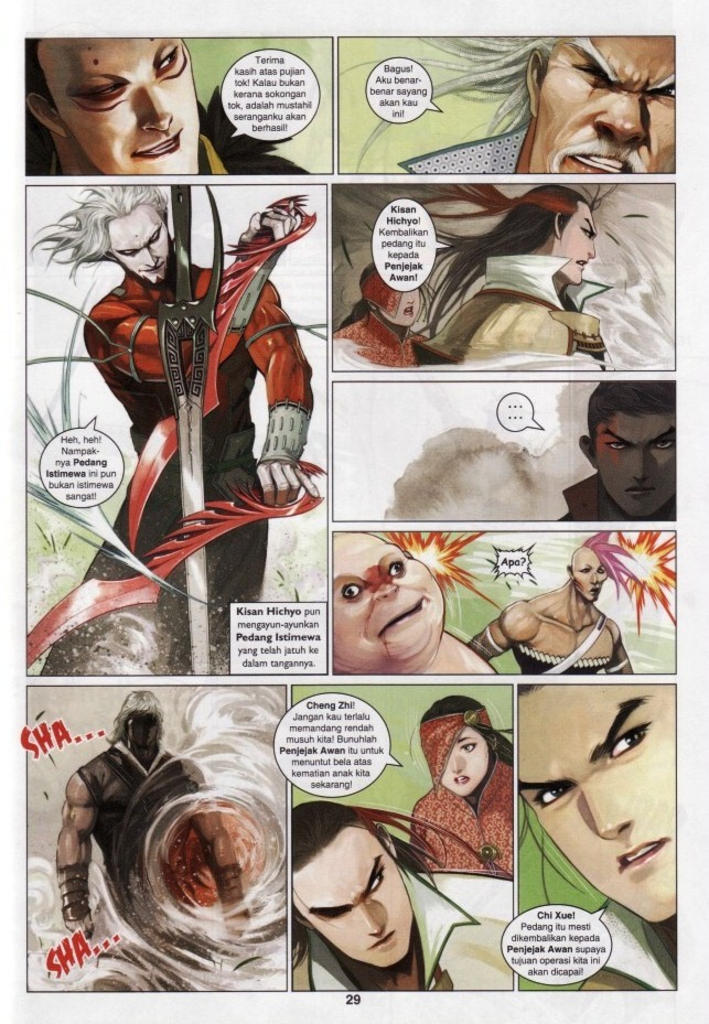 Terima
kasih atas pujian
tok! Kalau bukan
kerana sokongan
tok, adalah mustahil
seranganku akan
berhasil!
Bagus!
Aku benar-
benar sayang
akan kau
ini!
Heh, heh!
Nampak-
nya Pedang
Istimewa ini pun
bukan istimewa
sangat!
Kisan Hichyo pun
mengayun-ayunkan
Pedang Istimewa
yang telah jatuh ke
dalam tangannya.
Kisan
Hichyo!
Kembalikan
pedang itu
kepada
Penjejak
Awan!
...
...
Apa?
SHA...
SHA...
Cheng Zhi!
Jangan kau terlalu
memandang rendah
musuh kita! Bunuhlah
Penjejak Awan itu untuk
menuntut bela atas
kematian anak kita
sekarang!
Chi Xue!
Pedang itu mesti
dikembalikan kepada
Penjejak Awan supaya
tujuan operasi kita ini
akan dicapai!
29